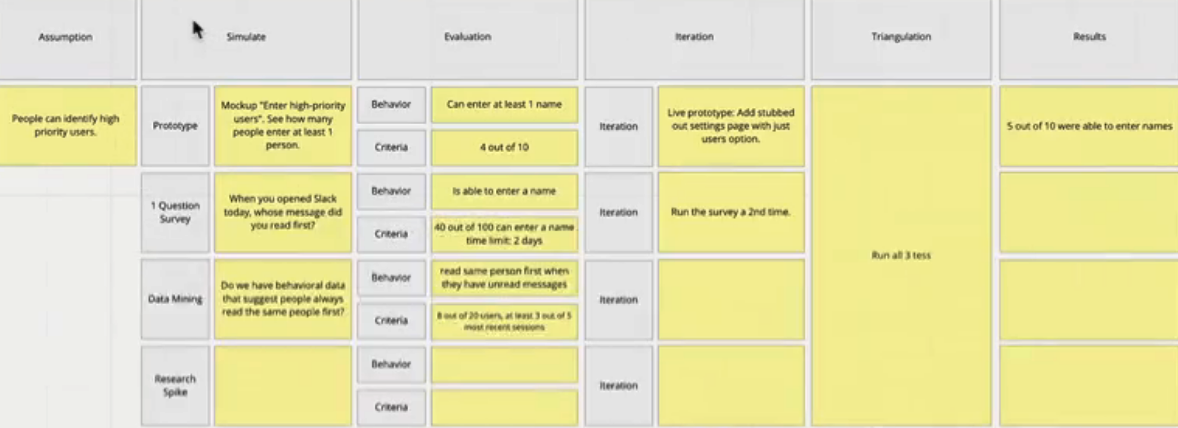 Assumption
Simulate
Evaluation
Iteration
Triangulation
Results
People can identify high
priority users.
Prototype
Mockup "Enter high-priority
users". See how many
people enter at least 1
person.
Behavior
Can enter at least 1 name
Criteria
4 out of 10
Iteration
Live prototype: Add stubbed
out settings page with just
users option.
Run all 3 tess
5 out of 10 were able to enter names
1 Question
Survey
When you opened Slack
today, whose message did
you read first?
Behavior
Is able to enter a name
Criteria
40 out of 100 can enter a name
time limit: 2 days
Iteration
Run the survey a 2nd time.
Data Mining
Do we have behavioral data
that suggest people always
read the same people first?
Behavior
read same person first when
they have unread messages
Criteria
8 out of 20 users, at least 3 out of 5
most recent sessions
Iteration
Research
Spike
Behavior
Criteria
Iteration